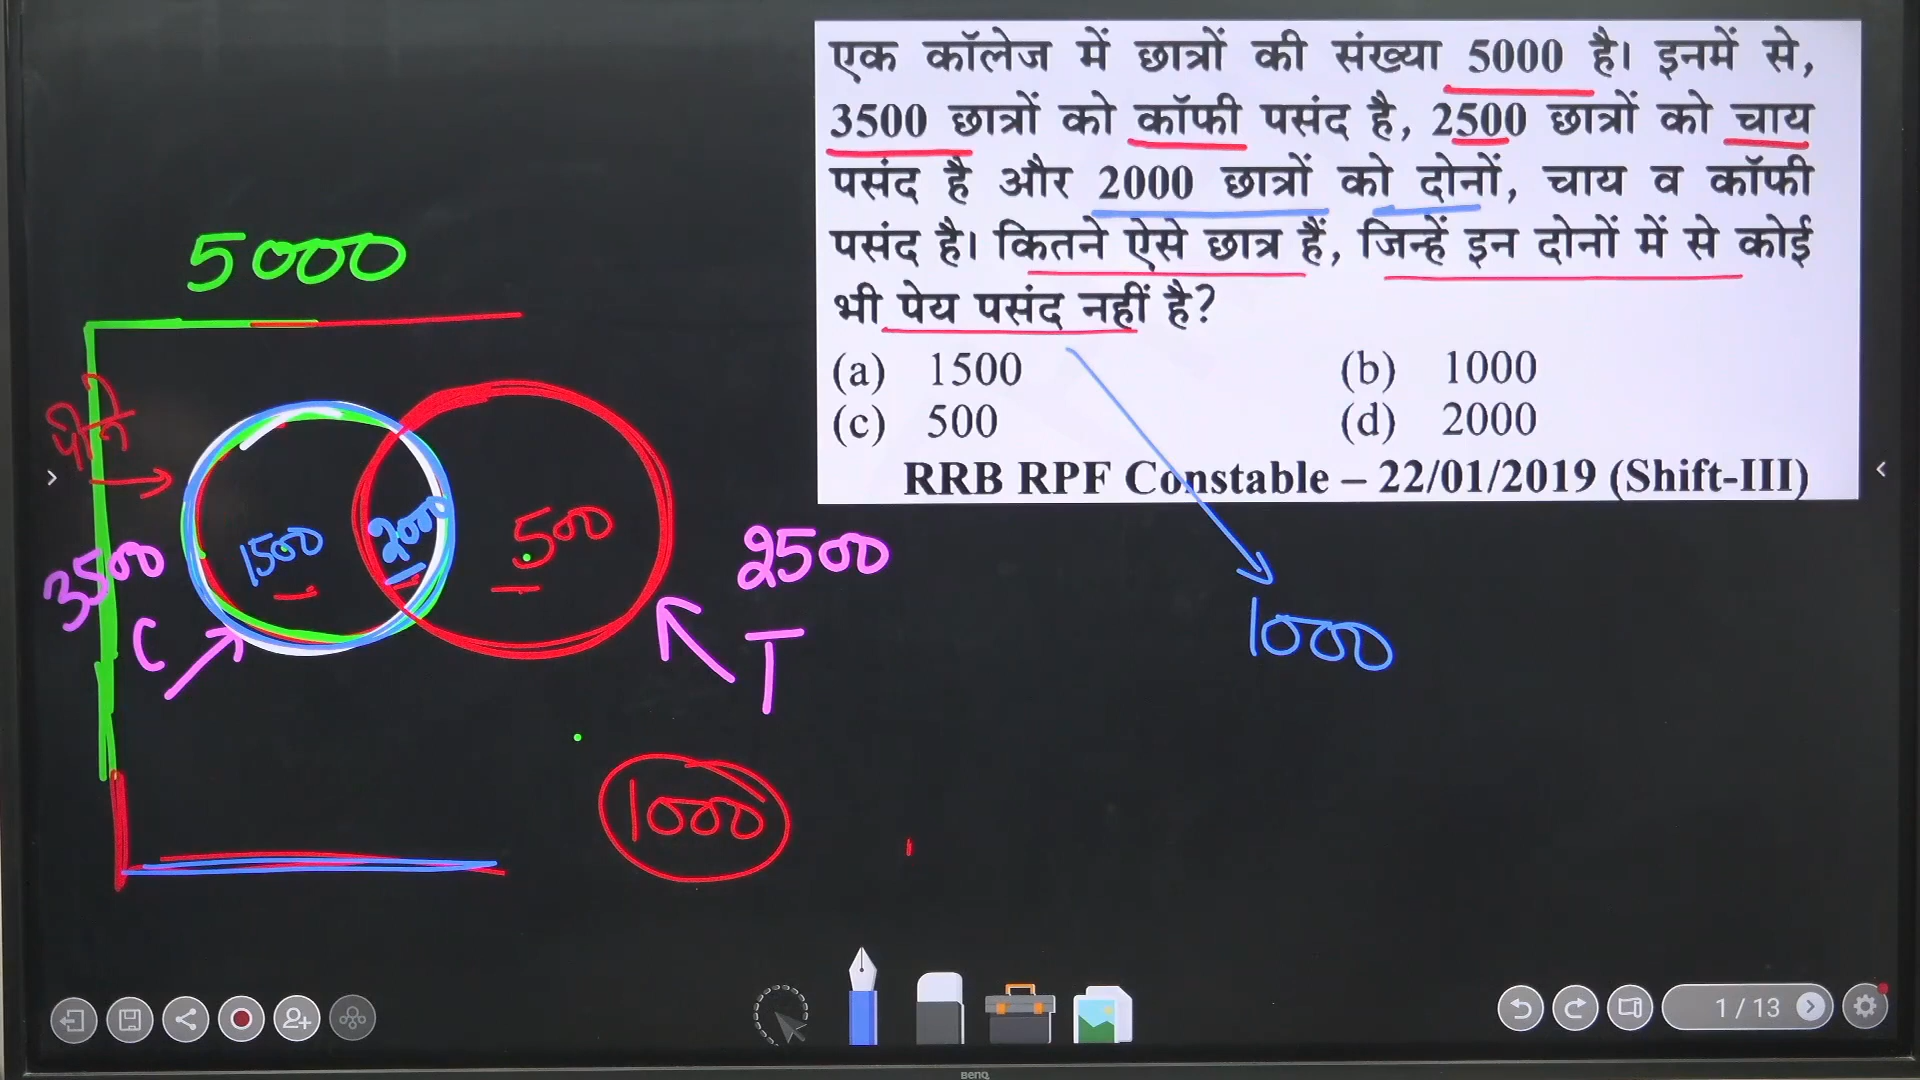 एक कॉलेज में छात्रों की संख्या 5000 है। इनमें से,
3500 छात्रों को कॉफी पसंद है, 2500 छात्रों को चाय
पसंद है और 2000 छात्रों को दोनों, चाय व कॉफी
पसंद है। कितने ऐसे छात्र हैं, जिन्हें इन दोनों में से कोई
भी पेय पसंद नहीं है?
(a) 1500 (b) 1000
(c) 500 (d) 2000
RRB RPF Constable – 22/01/2019 (Shift-III)
5000
1500 2000 500
3500
C
2500
T
1000
1000
1 / 13
BenQ